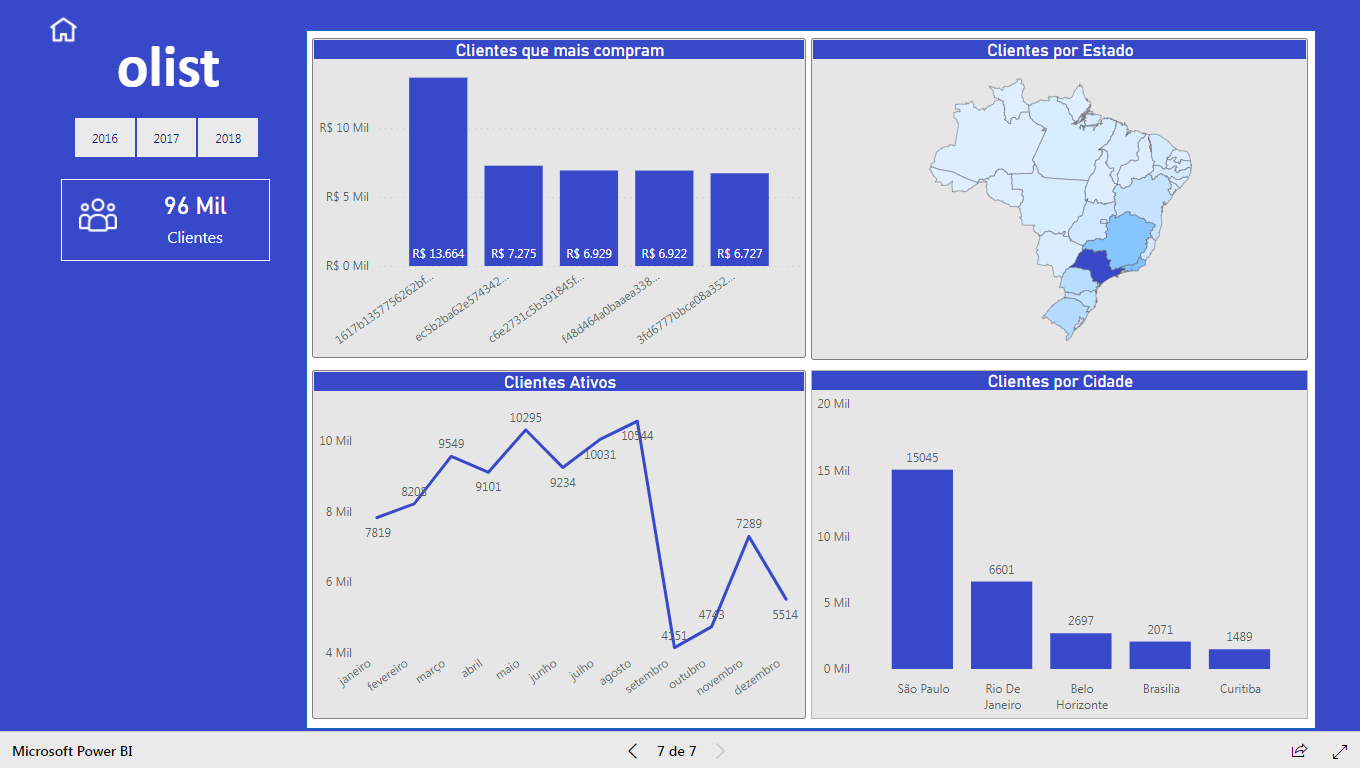 olist
2016 2017 2018
96 Mil
Clientes
Clientes que mais compram
R$ 10 Mil
R$ 5 Mil
R$ 0 Mil
R$ 13.664 R$ 7.275 R$ 6.929 R$ 6.922 R$ 6.727
1617b1357756262bf...
ec5b2ba62e574342...
c6e2731c5b391845f...
f48d464a0baaea338...
3fd6777bbce08a352...
Clientes por Estado
Clientes Ativos
10 Mil
8 Mil
6 Mil
4 Mil
7819
8208
9549
9101
10295
9234
10031
10544
4151
4743
7289
5514
janeiro
fevereiro
março
abril
maio
junho
julho
agosto
setembro
outubro
novembro
dezembro
Clientes por Cidade
20 Mil
15 Mil
10 Mil
5 Mil
0 Mil
15045
6601
2697
2071
1489
São Paulo
Rio De
Janeiro
Belo
Horizonte
Brasilia
Curitiba
Microsoft Power BI
7 de 7